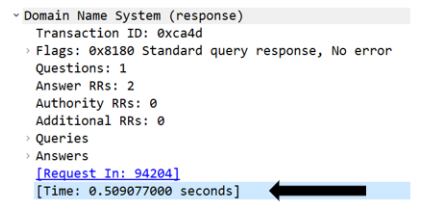 Domain Name System (response)
Transaction ID: 0xca4d
Flags: 0x8180 Standard query response, No error
Questions: 1
Answer RRs: 2
Authority RRs: 0
Additional RRs: 0
Queries
Answers
[Request In: 94204]
[Time: 0.509077000 seconds]